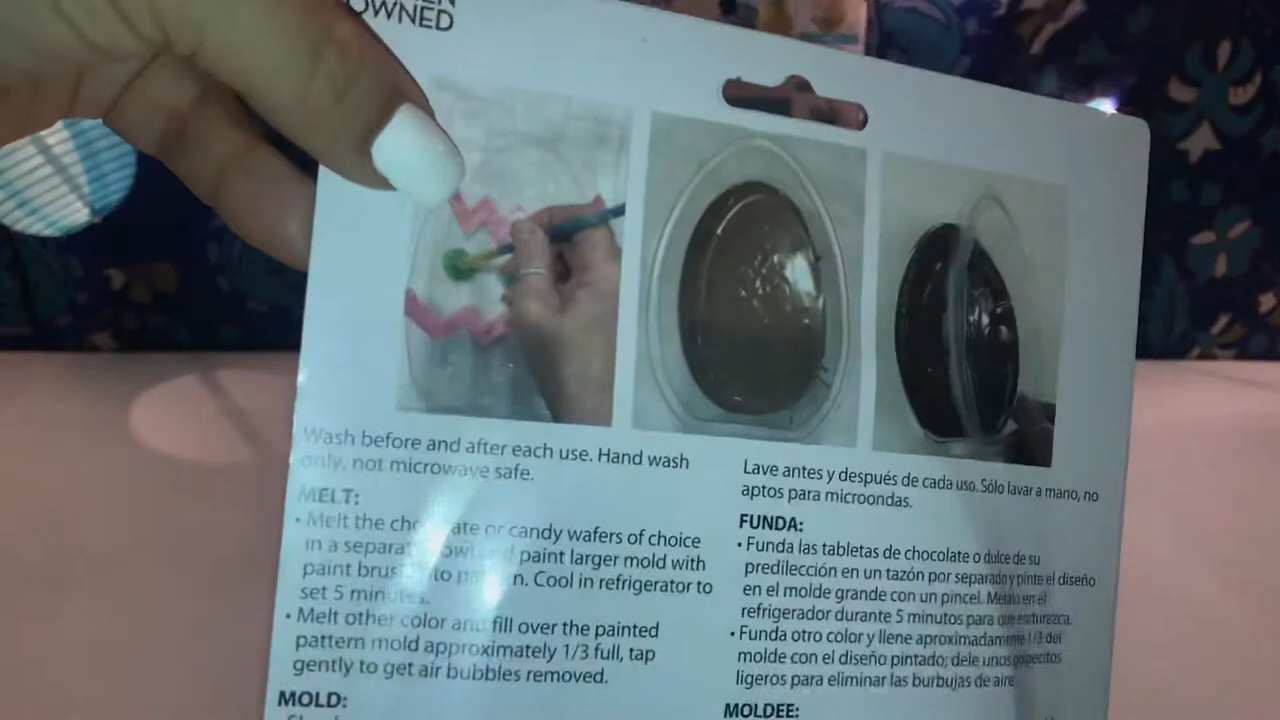 OWNED
Wash before and after each use. Hand wash
only, not microwave safe.
MELT:
• Melt the chocolate or candy wafers of choice
in a separate bowl and paint larger mold with
paint brush to pattern. Cool in refrigerator to
set 5 minutes.
• Melt other color and fill over the painted
pattern mold approximately 1/3 full, tap
gently to get air bubbles removed.
MOLD:
Lave antes y después de cada uso. Sólo lavar a mano, no
aptos para microondas.
FUNDA:
• Funda las tabletas de chocolate o dulce de su
predilección en un tazón por separado y pinte el diseño
en el molde grande con un pincel. Metalo en el
refrigerador durante 5 minutos para que endurezca.
• Funda otro color y llene aproximadamente 1/3 del
molde con el diseño pintado; dele unos golpecitos
ligeros para eliminar las burbujas de aire
MOLDEE: